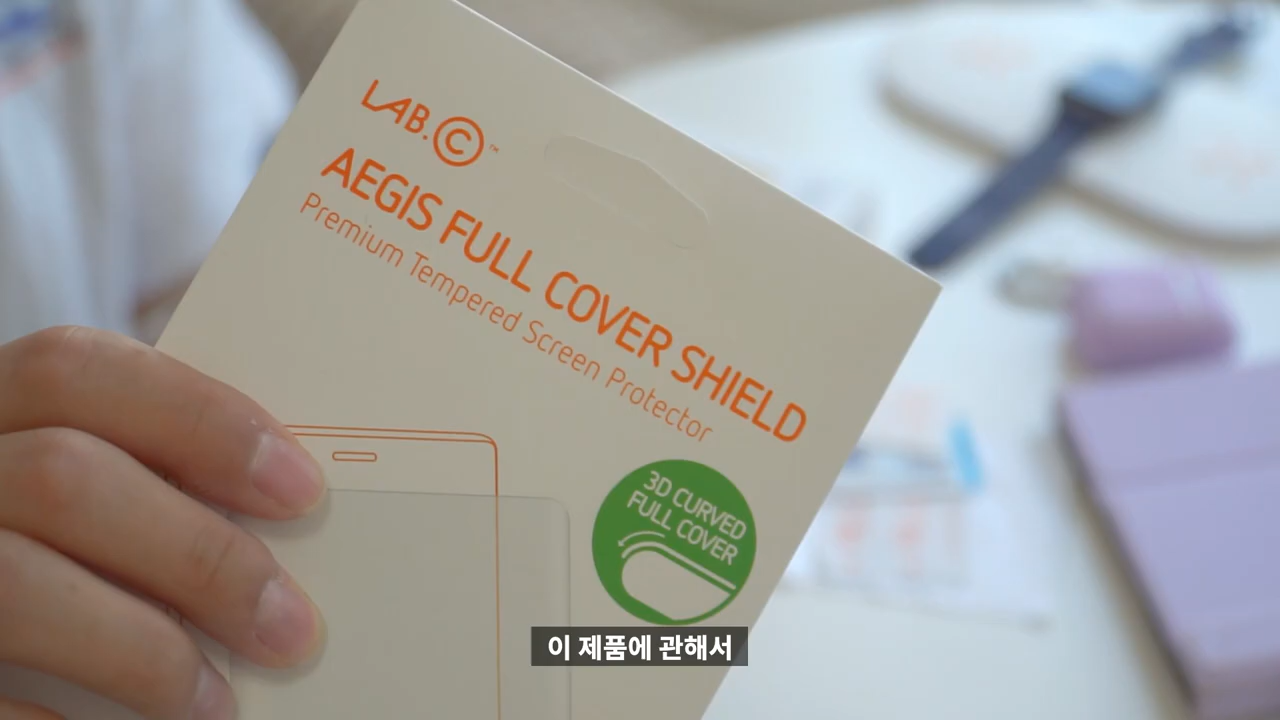 LAB.C™
AEGIS FULL COVER SHIELD
Premium Tempered Screen Protector
3D CURVED
FULL COVER
이 제품에 관해서